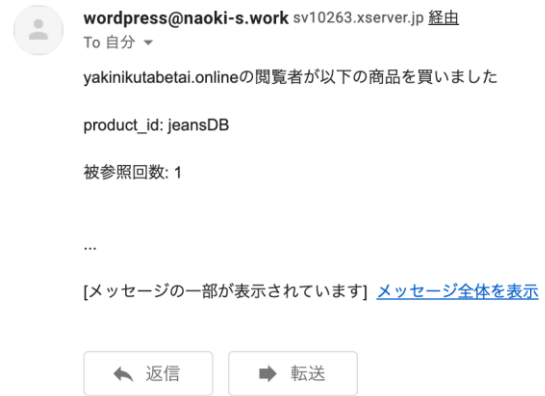 wordpress@naoki-s.work sv10263.xserver.jp 経由
To 自分
yakinikutabetai.onlineの閲覧者が以下の商品を買いました
product_id: jeansDB
被参照回数: 1
...
[メッセージの一部が表示されています] メッセージ全体を表示
返信 転送